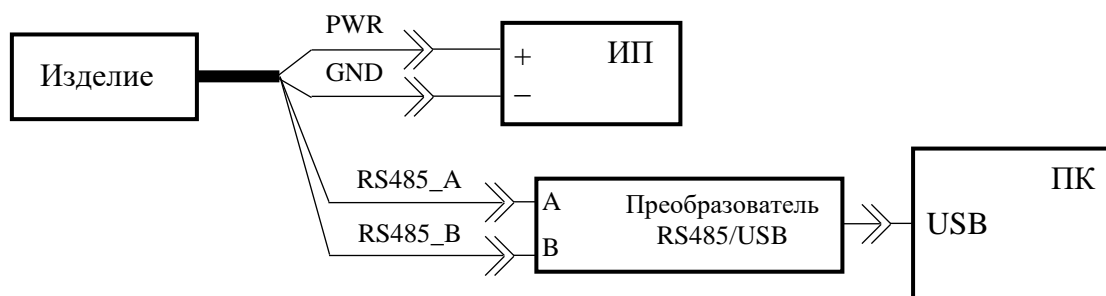 PWR
ИП
+
Изделие
GND
−
RS485_A
A
Преобразователь
RS485/USB
ПК
USB
RS485_B
B